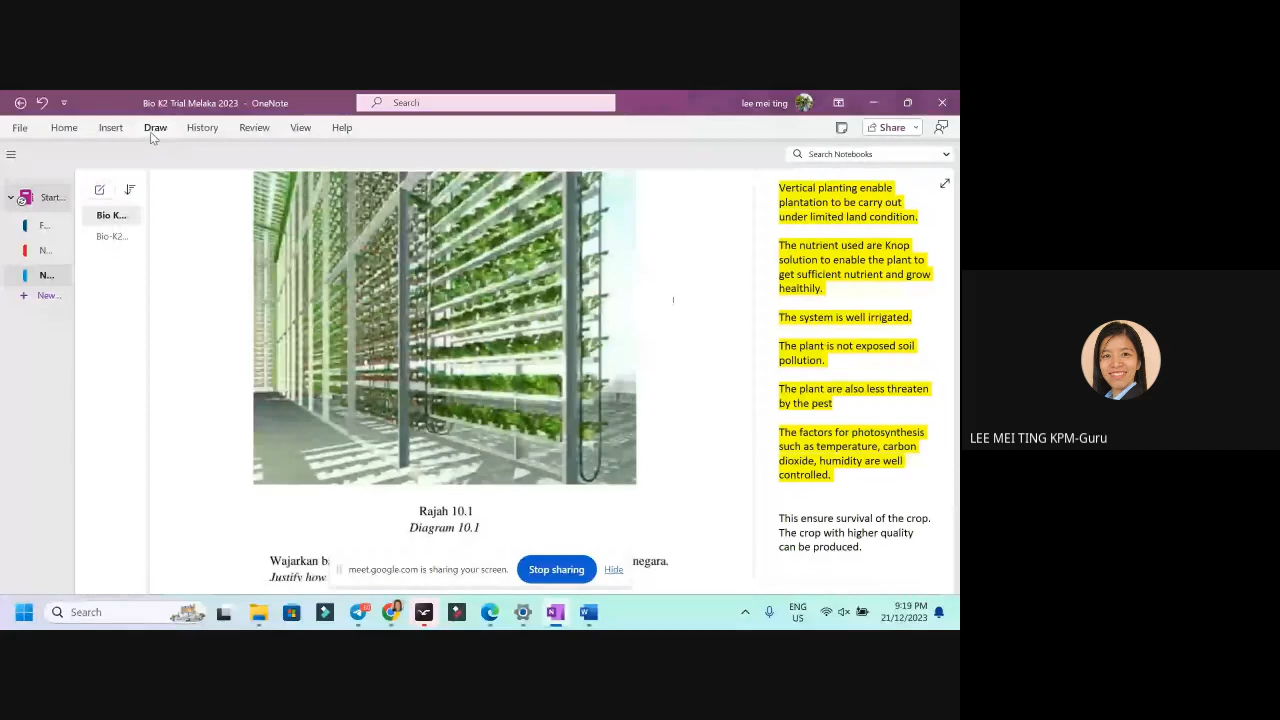 Bio K2 Trial Melaka 2023 - OneNote
Search
lee mei ting
File Home Insert Draw History Review View Help
Share
Search Notebooks
Start...
F...
N...
N...
New...
Bio K...
Bio-K2...
Vertical planting enable
plantation to be carry out
under limited land condition.
The nutrient used are Knop
solution to enable the plant to
get sufficient nutrient and grow
healthily.
The system is well irrigated.
The plant is not exposed soil
pollution.
The plant are also less threaten
by the pest
The factors for photosynthesis
such as temperature, carbon
dioxide, humidity are well
controlled.
This ensure survival of the crop.
The crop with higher quality
can be produced.
Rajah 10.1
Diagram 10.1
Wajarkan b
negara.
Justify how
meet.google.com is sharing your screen.
Stop sharing
Hide
Search
ENG
US
9:19 PM
21/12/2023
LEE MEI TING KPM-Guru